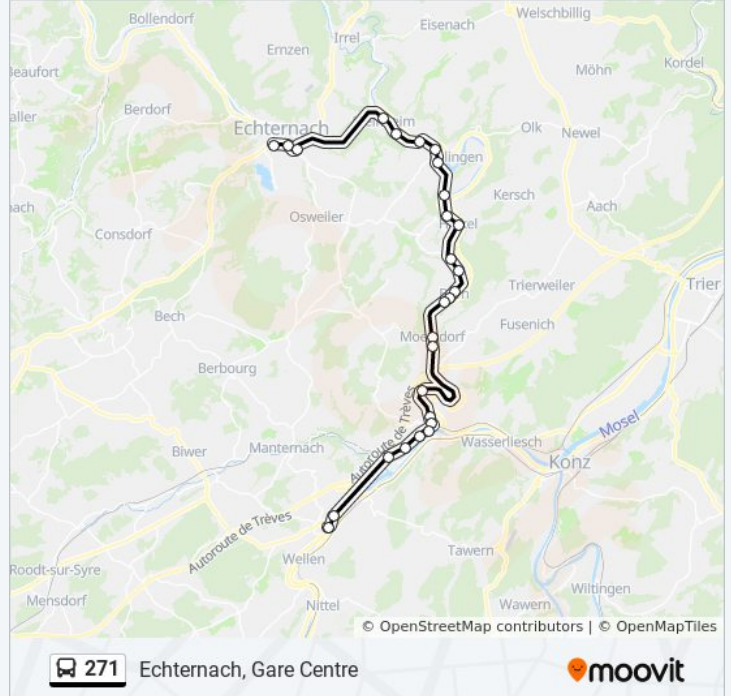 Bollendorf
Welschbillig
Irrel
Eisenach
Ernzen
Kordel
Beaufort
Möhn
Berdorf
aller
Echternach
Olk
Newel
lingen
Kersch
Aach
ach
Osweiler
Consdorf
Trierweiler
Trier
Bech
Fusenich
Berbourg
Mosel
Autoroute de Trèves
Biwer
Manternach
Wasserliesch
Konz
Autoroute de Trèves
Wellen
Tawern
Roodt-sur-Syre
Mensdorf
Nittel
Wawern
Wiltingen
© OpenStreetMap contributors | © OpenMapTiles
271 Echternach, Gare Centre
moovit